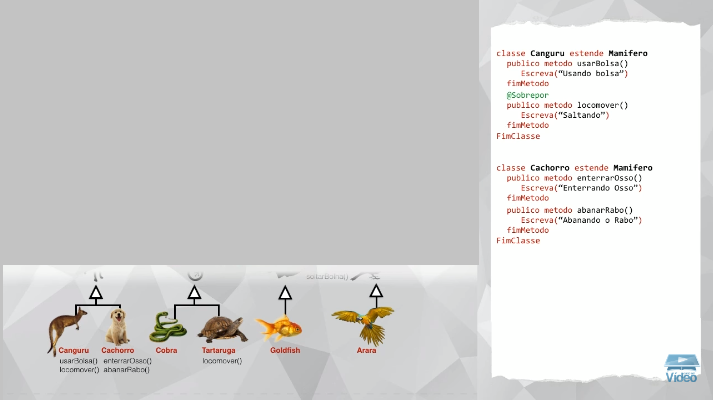 classe Canguru estende Mamifero
publico metodo usarBolsa()
Escreva(“Usando bolsa”)
fimMetodo
@Sobrepor
publico metodo locomover()
Escreva(“Saltando”)
fimMetodo
FimClasse
classe Cachorro estende Mamifero
publico metodo enterrarOsso()
Escreva(“Enterrando Osso”)
fimMetodo
publico metodo abanarRabo()
Escreva(“Abanando o Rabo”)
fimMetodo
FimClasse
soltarBolha()
Canguru Cachorro Cobra Tartaruga Goldfish Arara
usarBolsa() enterrarOsso() locomover()
locomover() abanarRabo()
Vídeo